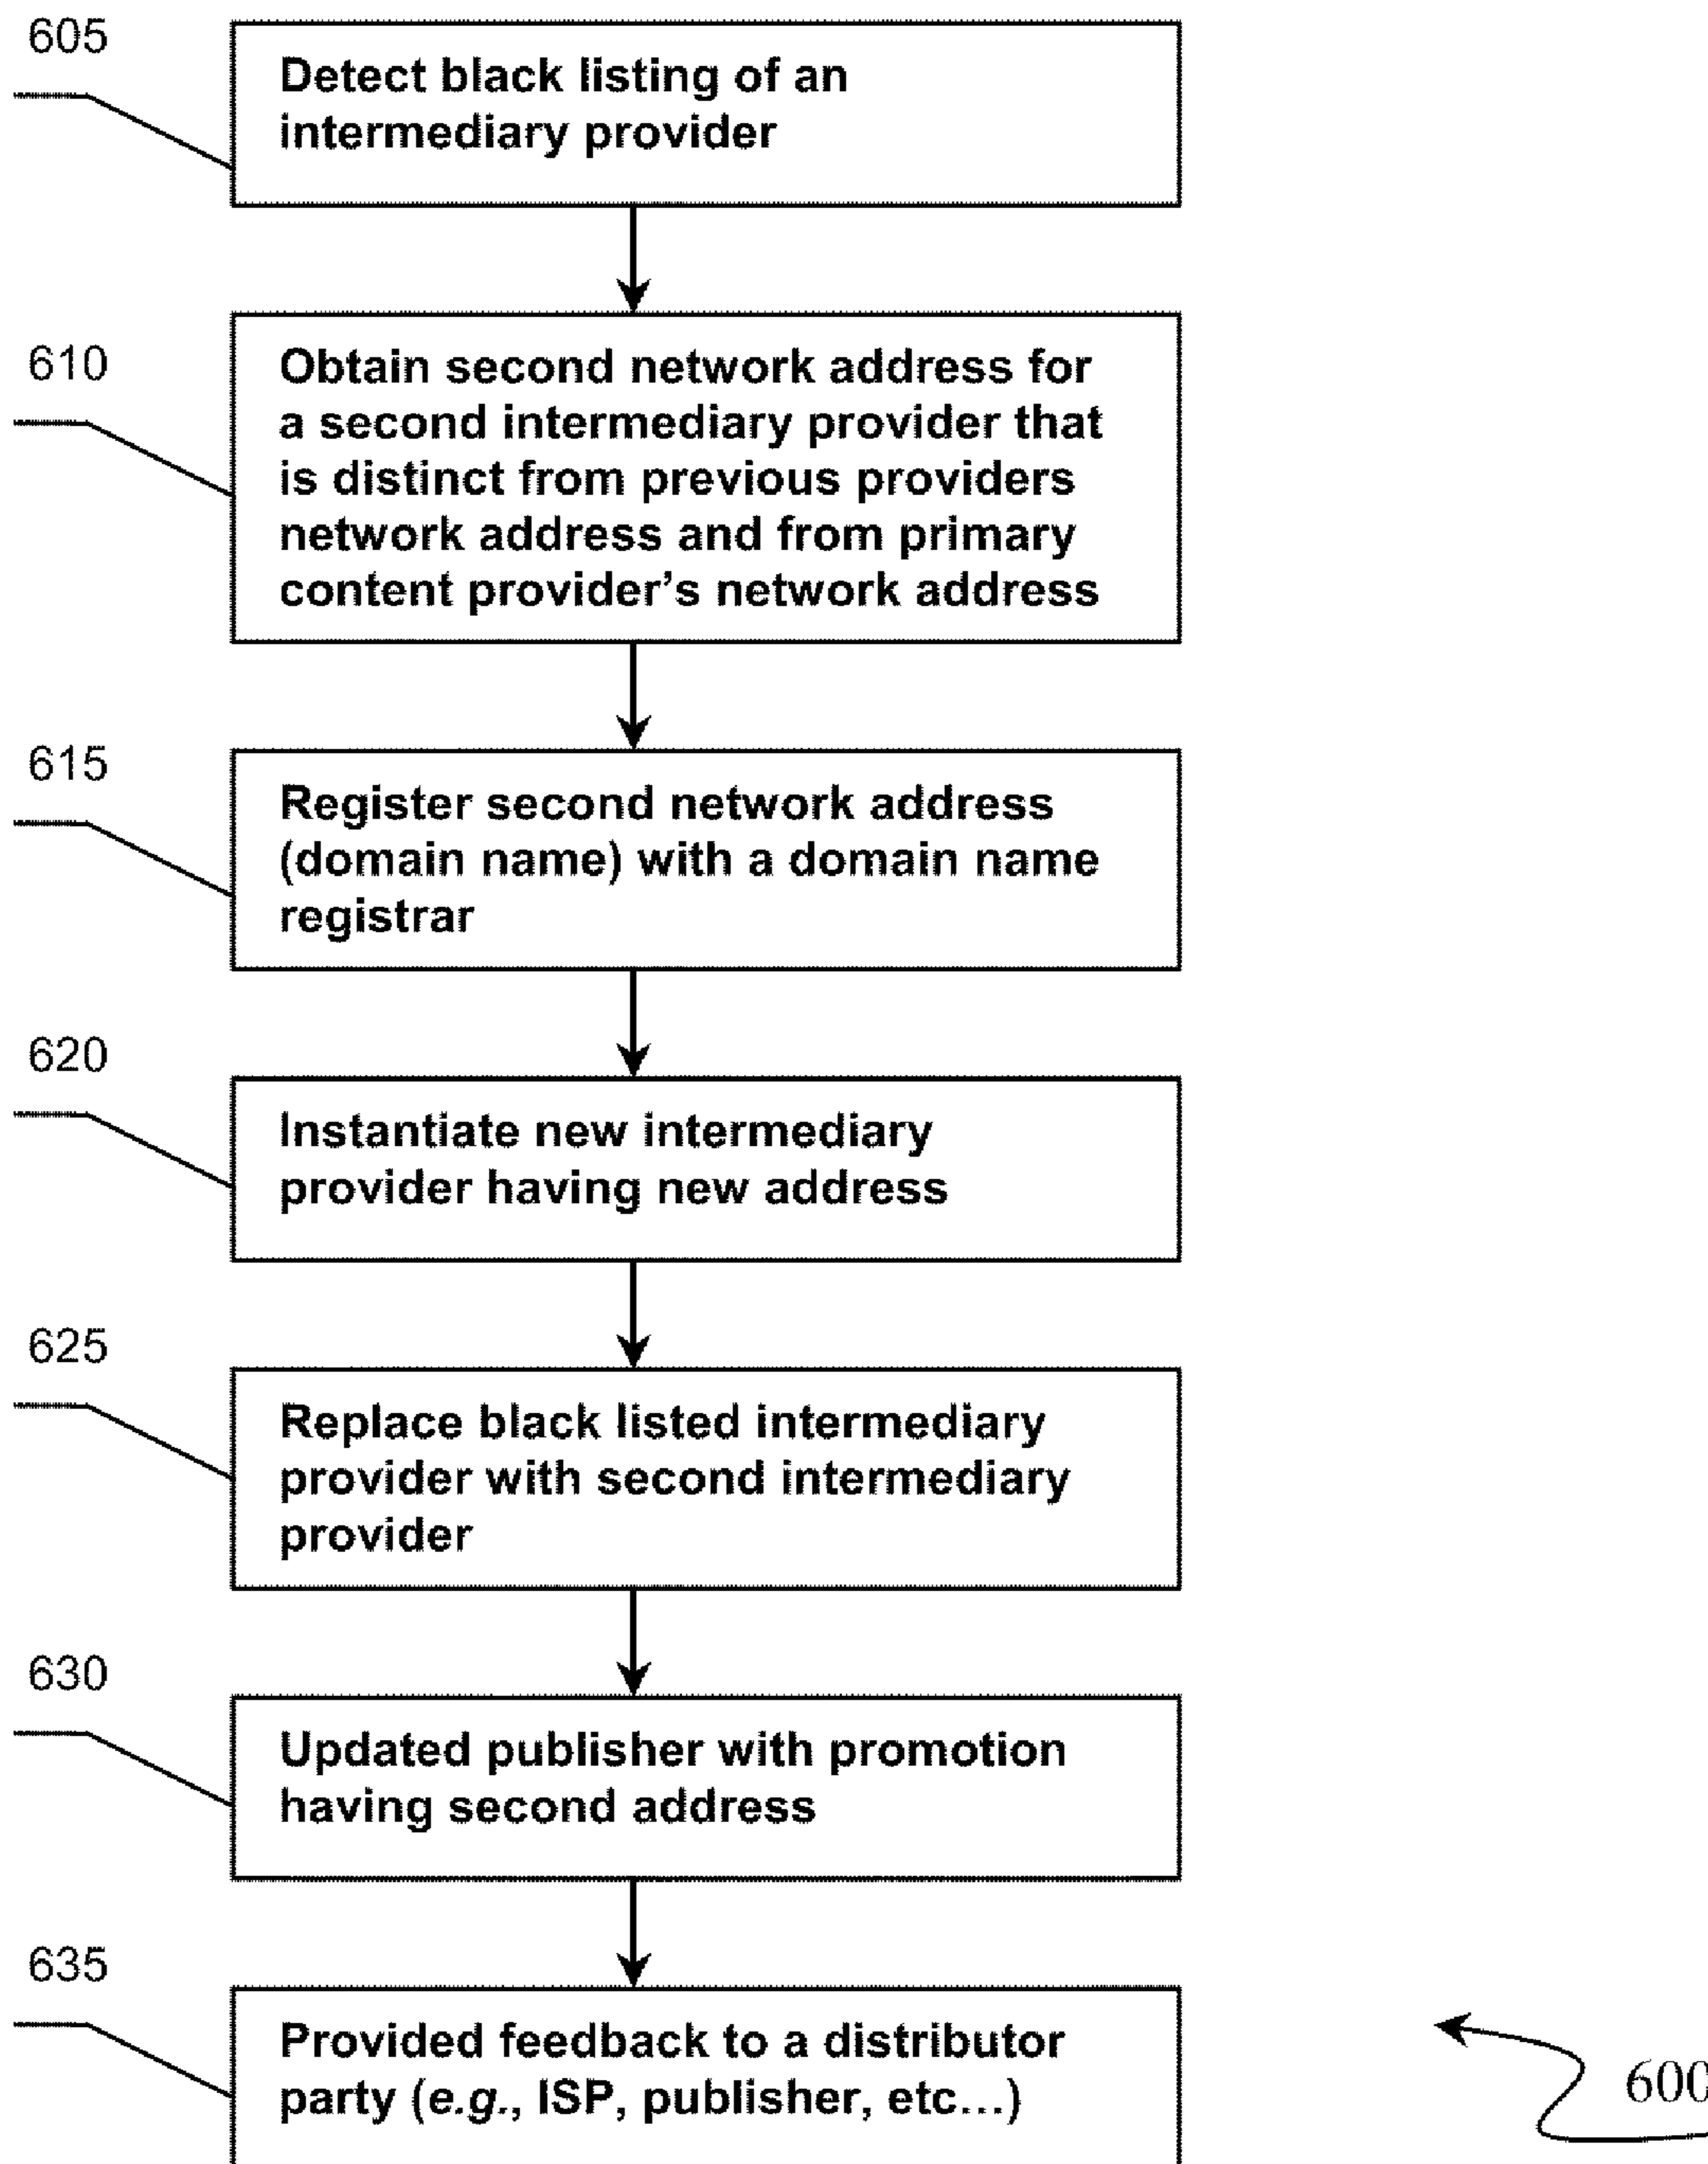 605
Detect black listing of an
intermediary provider
610
Obtain second network address for
a second intermediary provider that
is distinct from previous providers
network address and from primary
content provider's network address
615
Register second network address
(domain name) with a domain name
registrar
620
Instantiate new intermediary
provider having new address
625
Replace black listed intermediary
provider with second intermediary
provider
630
Updated publisher with promotion
having second address
635
Provided feedback to a distributor
party (e.g., ISP, publisher, etc...)
600